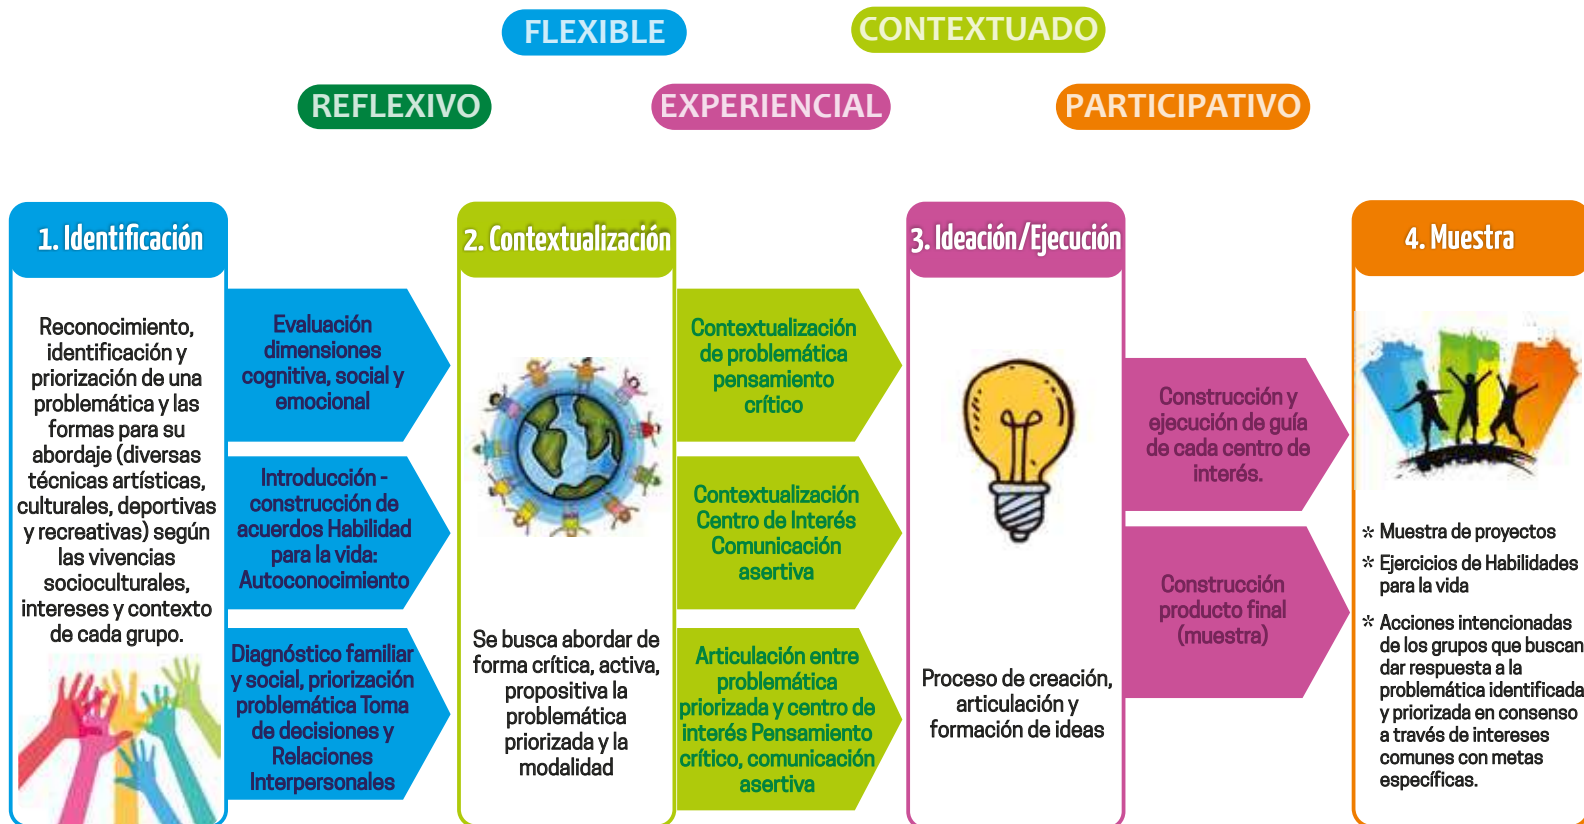 FLEXIBLE
CONTEXTUADO
REFLEXIVO
EXPERIENCIAL
PARTICIPATIVO
1. Identificación
Reconocimiento,
identificación y
priorización de una
problemática y las
formas para su
abordaje (diversas
técnicas artísticas,
culturales, deportivas
y recreativas) según
las vivencias
socioculturales,
intereses y contexto
de cada grupo.
Evaluación
dimensiones
cognitiva, social y
emocional
Introducción -
construcción de
acuerdos Habilidad
para la vida:
Autoconocimiento
Diagnóstico familiar
y social, priorización
problemática Toma
de decisiones y
Relaciones
Interpersonales
2. Contextualización
Se busca abordar de
forma crítica, activa,
propositiva la
problemática
priorizada y la
modalidad
Contextualización
de problemática
pensamiento
crítico
Contextualización
Centro de Interés
Comunicación
asertiva
Articulación entre
problemática
priorizada y centro de
interés Pensamiento
crítico, comunicación
asertiva
3. Ideación/Ejecución
Proceso de creación,
articulación y
formación de ideas
Construcción y
ejecución de guía
de cada centro de
interés.
Construcción
producto final
(muestra)
4. Muestra
* Muestra de proyectos
* Ejercicios de Habilidades
para la vida
* Acciones intencionadas
de los grupos que buscan
dar respuesta a la
problemática identificada
y priorizada en consenso
a través de intereses
comunes con metas
específicas.